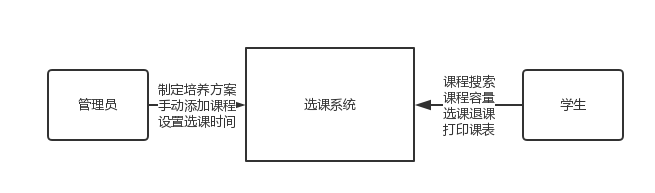 管理员
制定培养方案
手动添加课程
设置选课时间
选课系统
课程搜索
课程容量
选课退课
打印课表
学生